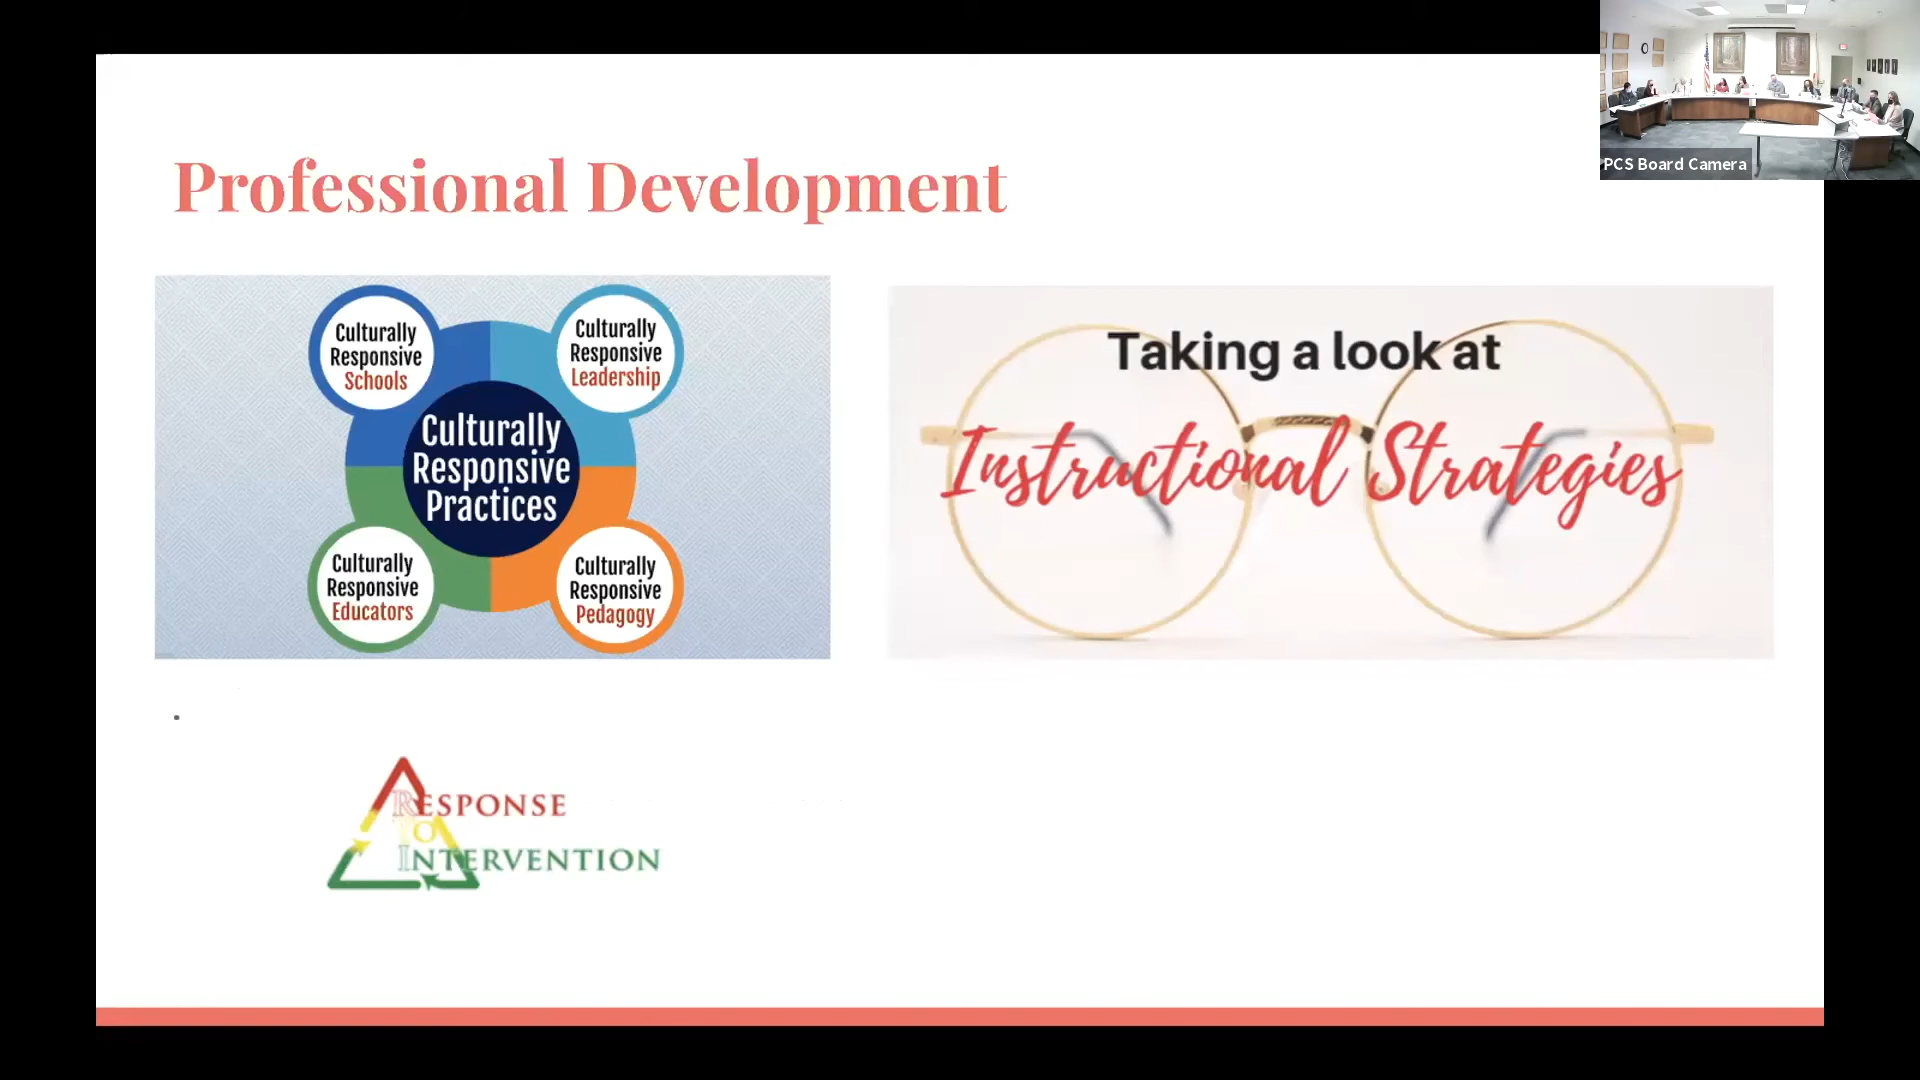 PCS Board Camera
Professional Development
Culturally
Responsive
Schools
Culturally
Responsive
Leadership
Culturally
Responsive
Practices
Culturally
Responsive
Educators
Culturally
Responsive
Pedagogy
Taking a look at
Instructional Strategies
RESPONSE
TO
INTERVENTION